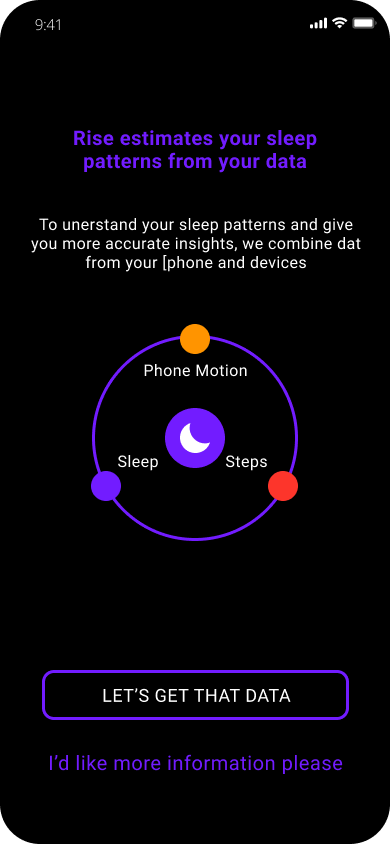 9:41
Rise estimates your sleep
patterns from your data
To unerstand your sleep patterns and give
you more accurate insights, we combine dat
from your [phone and devices
Phone Motion
Sleep
Steps
LET’S GET THAT DATA
I’d like more information please